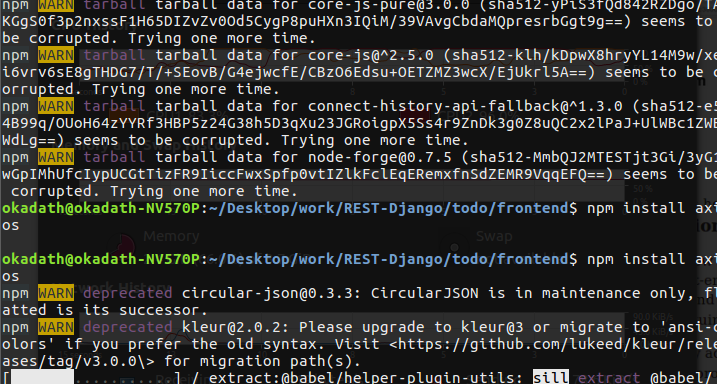 npm WARN tarball tarball data for core-js-pure@3.0.0 (sha512-yPiS3fQd842RZDgo/TA
KGgS0f3p2nxssF1H65DIZvZv0Od5CygP8puHXn3IQiM/39VAvgCbdaMQpresrbGgt9g==) seems to
be corrupted. Trying one more time.
npm WARN tarball tarball data for core-js@^2.5.0 (sha512-klh/kDpwX8hryYL14M9w/xe
i6vrv6sE8gTHDG7/T/+SEovB/G4ejwcfE/CBzO6Edsu+OETZMZ3wcX/EjUkrl5A==) seems to be c
orrupted. Trying one more time.
npm WARN tarball tarball data for connect-history-api-fallback@^1.3.0 (sha512-e5
4B99q/OUoH64zYYRf3HBP5z24G38h5D3qXu23JGRoigpX5Ss4r9ZnDk3g0Z8uQC2x2lPaJ+UlWBc1ZWB
WdLg==) seems to be corrupted. Trying one more time.
npm WARN tarball tarball data for node-forge@0.7.5 (sha512-MmbQJ2MTESTjt3Gi/3yG1
wGpIMhUfcIypUCGtTizFR9IiccFwxSpfp0vtIZlkFclEqERemxfnSdZEMR9VqqEFQ==) seems to be
corrupted. Trying one more time.
okadath@okadath-NV570P:~/Desktop/work/REST-Django/todo/frontend$ npm install axi
os
Memory
Swap
okadath@okadath-NV570P:~/Desktop/work/REST-Django/todo/frontend$ npm install axi
os
npm WARN deprecated circular-json@0.3.3: CircularJSON is in maintenance only, fl
atted is its successor.
npm WARN deprecated kleur@2.0.2: Please upgrade to kleur@3 or migrate to 'ansi-c
olors' if you prefer the old syntax. Visit <https://github.com/lukeed/kleur/rele
ases/tag/v3.0.0\> for migration path(s).
[ ..........] / extract:@babel/helper-plugin-utils: sill extract @babel/